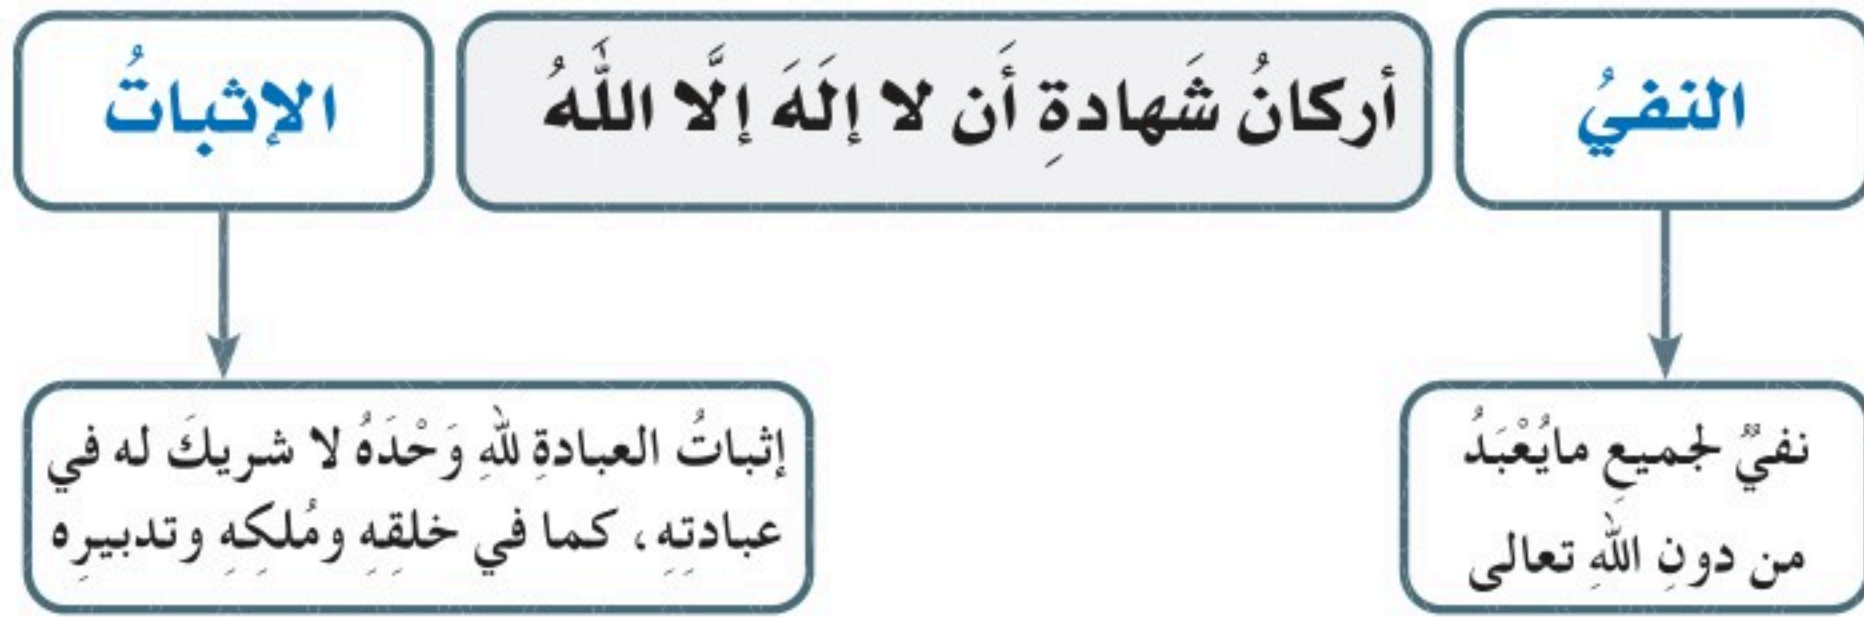 النفيُ
أركانُ شَهادةِ أَن لا إلَهَ إلَّا اللَّهُ
الإثباتُ
نفيٌ لجميعِ مايُعْبَدُ
من دونِ اللهِ تعالى
إثباتُ العبادةِ للهِ وَحْدَهُ لا شريكَ له في
عبادتِهِ، كما في خلقِهِ ومُلكِهِ وتدبيرِه